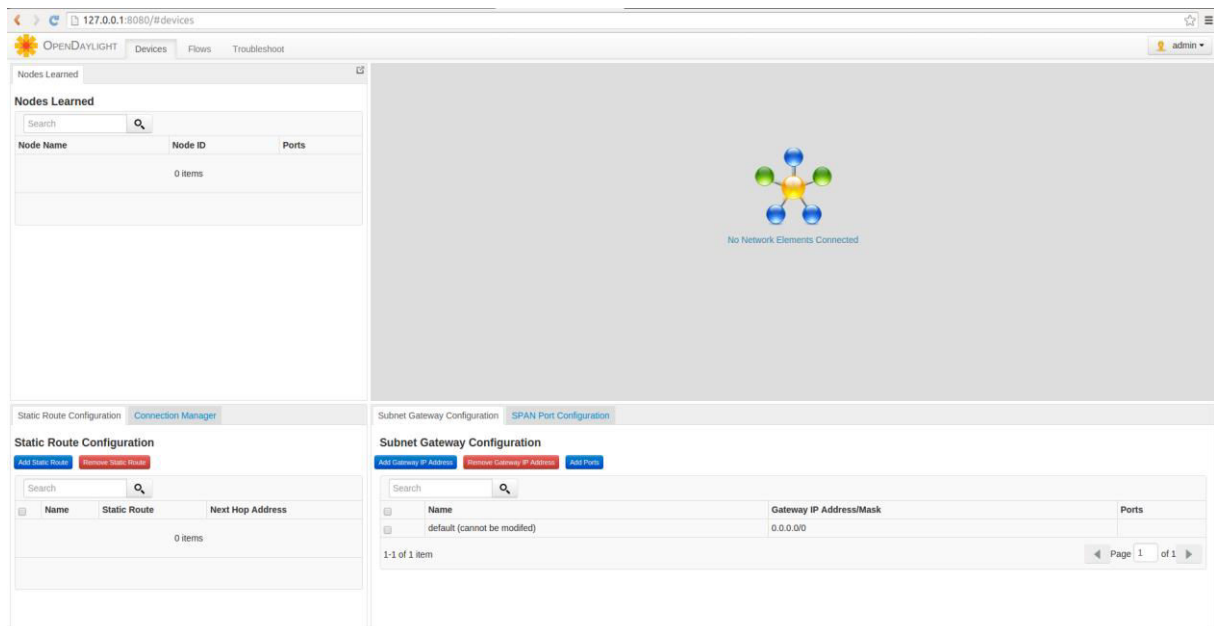 127.0.0.1:8080/#devices
OPENDAYLIGHT Devices Flows Troubleshoot admin
Nodes Learned
Nodes Learned
Search
Node Name Node ID Ports
0 items
No Network Elements Connected
Static Route Configuration Connection Manager
Static Route Configuration
Add Static Route Remove Static Route
Search
Name Static Route Next Hop Address
0 items
Subnet Gateway Configuration SPAN Port Configuration
Subnet Gateway Configuration
Add Gateway IP Address Remove Gateway IP Address Add Ports
Search
Name Gateway IP Address/Mask Ports
default (cannot be modifed) 0.0.0.0/0
1-1 of 1 item Page 1 of 1